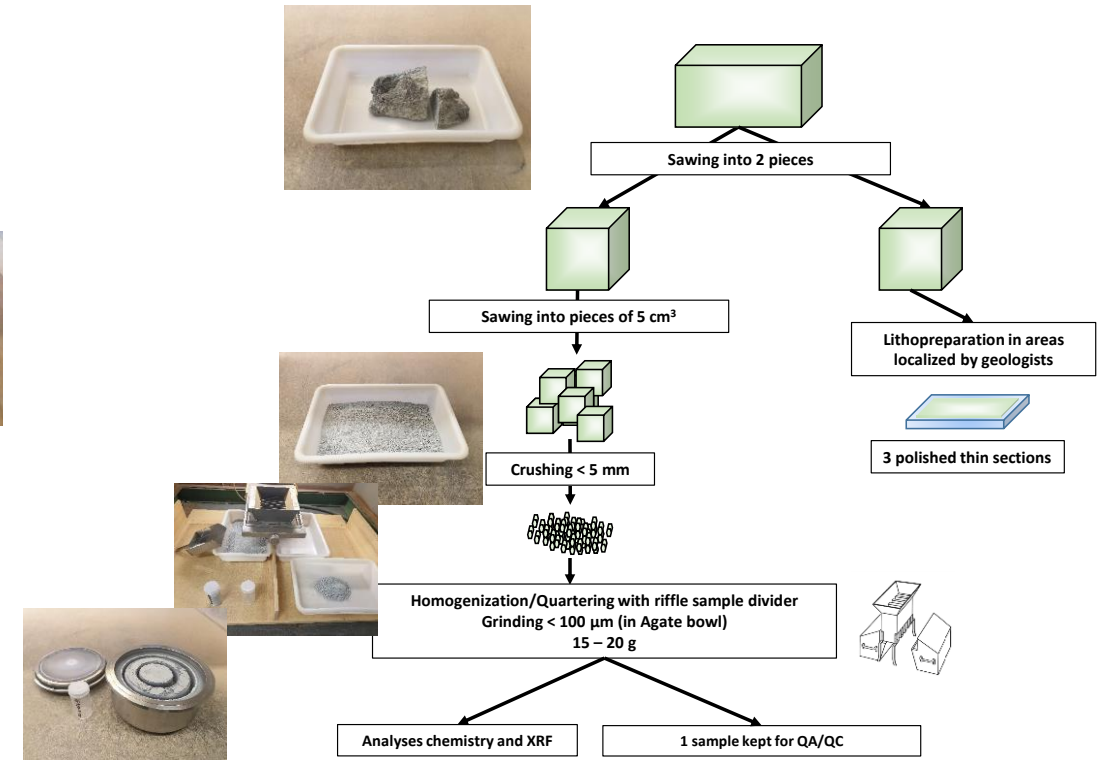 Sawing into 2 pieces
Sawing into pieces of 5 cm³
Lithopreparation in areas
localized by geologists
3 polished thin sections
Crushing < 5 mm
Homogenization/Quartering with riffle sample divider
Grinding < 100 µm (in Agate bowl)
15 – 20 g
Analyses chemistry and XRF
1 sample kept for QA/QC